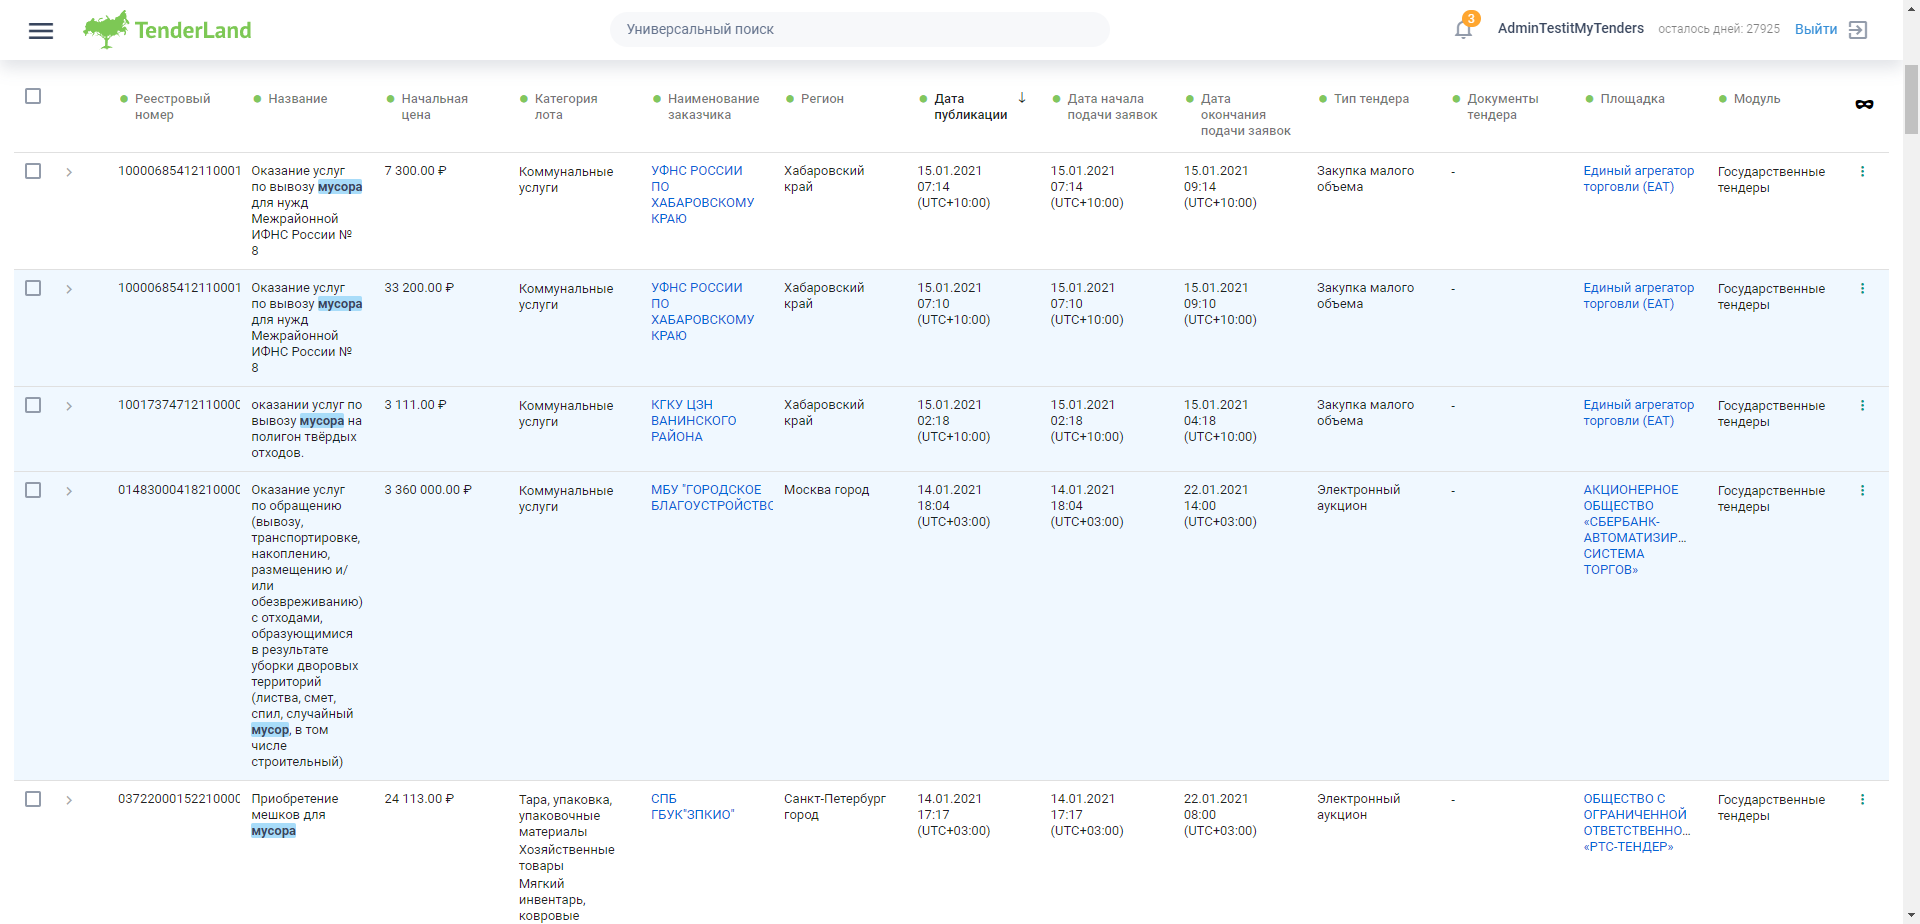 TenderLand
Универсальный поиск
3
AdminTestitMyTenders
осталось дней: 27925
Выйти
Реестровый номер
Название
Начальная цена
Категория лота
Наименование заказчика
Регион
Дата публикации
Дата начала подачи заявок
Дата окончания подачи заявок
Тип тендера
Документы тендера
Площадка
Модуль
10000685412110001
Оказание услуг
по вывозу мусора
для нужд
Межрайонной
ИФНС России №
8
7 300.00 ₽
Коммунальные
услуги
УФНС РОССИИ
ПО
ХАБАРОВСКОМУ
КРАЮ
Хабаровский
край
15.01.2021
07:14
(UTC+10:00)
15.01.2021
07:14
(UTC+10:00)
15.01.2021
09:14
(UTC+10:00)
Закупка малого
объема
-
Единый агрегатор
торговли (ЕАТ)
Государственные
тендеры
10000685412110001
Оказание услуг
по вывозу мусора
для нужд
Межрайонной
ИФНС России №
8
33 200.00 ₽
Коммунальные
услуги
УФНС РОССИИ
ПО
ХАБАРОВСКОМУ
КРАЮ
Хабаровский
край
15.01.2021
07:10
(UTC+10:00)
15.01.2021
07:10
(UTC+10:00)
15.01.2021
09:10
(UTC+10:00)
Закупка малого
объема
-
Единый агрегатор
торговли (ЕАТ)
Государственные
тендеры
10017374712110000
оказании услуг по
вывозу мусора на
полигон твёрдых
отходов.
3 111.00 ₽
Коммунальные
услуги
КГКУ ЦЗН
ВАНИНСКОГО
РАЙОНА
Хабаровский
край
15.01.2021
02:18
(UTC+10:00)
15.01.2021
02:18
(UTC+10:00)
15.01.2021
04:18
(UTC+10:00)
Закупка малого
объема
-
Единый агрегатор
торговли (ЕАТ)
Государственные
тендеры
01483000418210000
Оказание услуг
по обращению
(вывозу,
транспортировке,
накоплению,
размещению и/
или
обезвреживанию)
с отходами,
образующимися
в результате
уборки дворовых
территорий
(листва, смет,
спил, случайный
мусор, в том
числе
строительный)
3 360 000.00 ₽
Коммунальные
услуги
МБУ "ГОРОДСКОЕ
БЛАГОУСТРОЙСТВО
Москва город
14.01.2021
18:04
(UTC+03:00)
14.01.2021
18:04
(UTC+03:00)
22.01.2021
14:00
(UTC+03:00)
Электронный
аукцион
-
АКЦИОНЕРНОЕ
ОБЩЕСТВО
«СБЕРБАНК-
АВТОМАТИЗИР...
СИСТЕМА
ТОРГОВ»
Государственные
тендеры
03722000152210000
Приобретение
мешков для
мусора
24 113.00 ₽
Тара, упаковка,
упаковочные
материалы
Хозяйственные
товары
Мягкий
инвентарь,
ковровые
СПБ
ГБУК"ЗПКИО"
Санкт-Петербург
город
14.01.2021
17:17
(UTC+03:00)
14.01.2021
17:17
(UTC+03:00)
22.01.2021
08:00
(UTC+03:00)
Электронный
аукцион
-
ОБЩЕСТВО С
ОГРАНИЧЕННОЙ
ОТВЕТСТВЕННО...
«РТС-ТЕНДЕР»
Государственные
тендеры